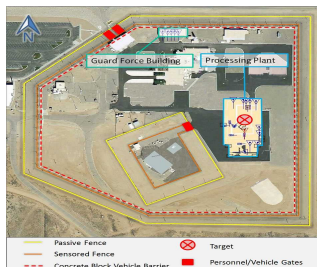 N
Guard Force Building
Processing Plant
Passive Fence
Sensored Fence
Concrete Block Vehicle Barrier
Target
Personnel/Vehicle Gates